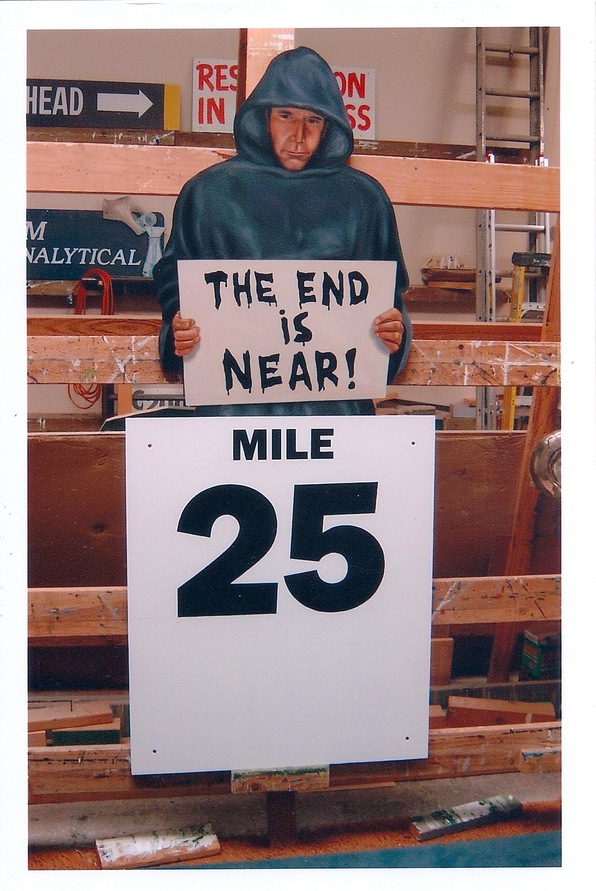 HEAD
RES ON
IN SS
M
NALYTICAL
THE END
iS
NEAR!
MILE
25